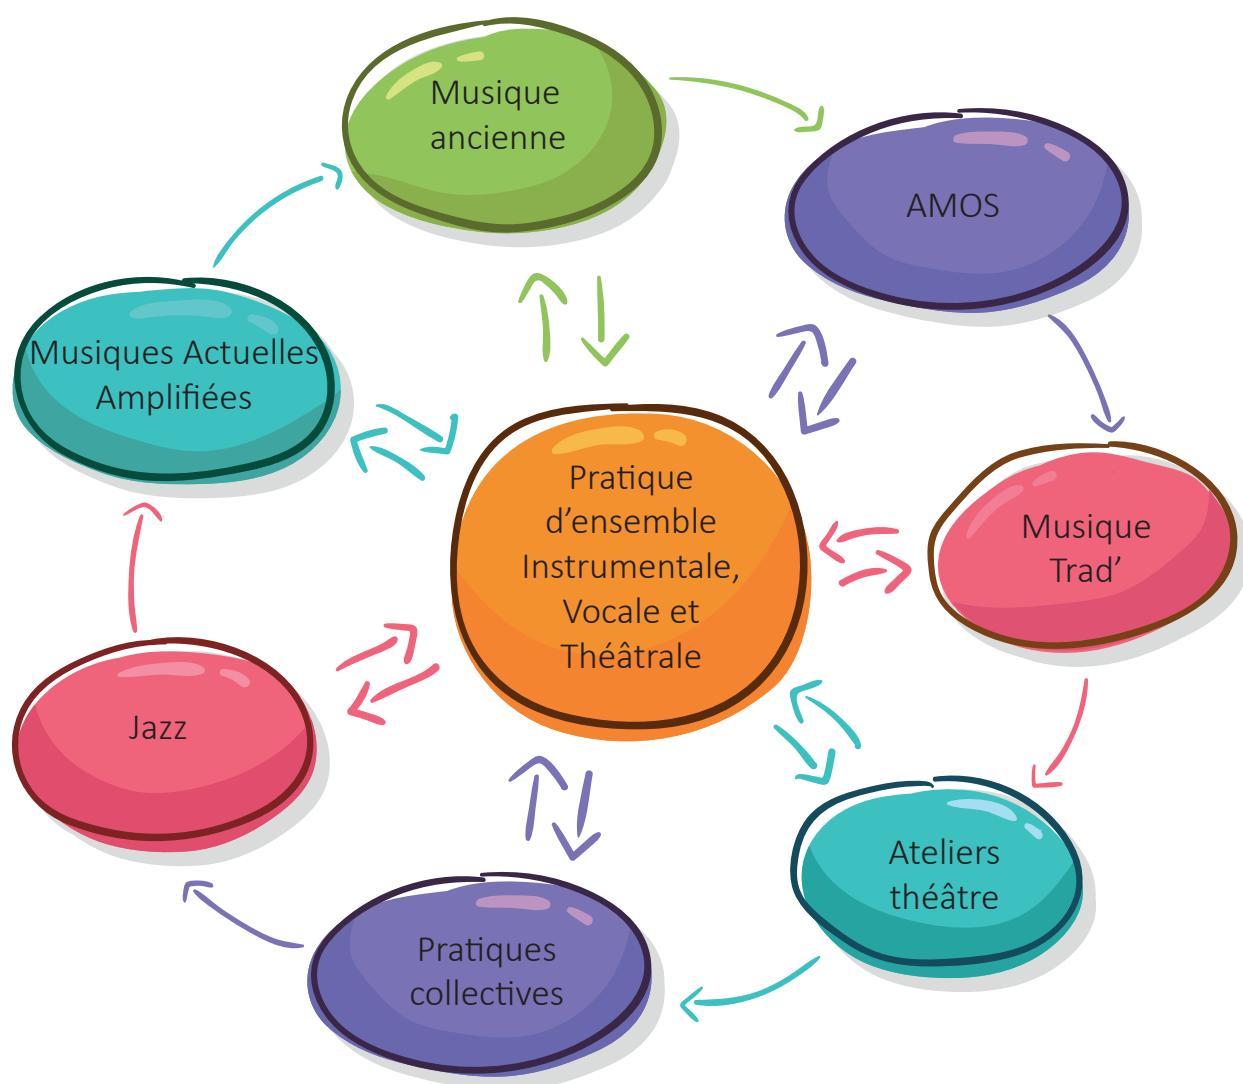 Musique
ancienne
AMOS
Musiques Actuelles
Amplifiées
Pratique
d’ensemble
Instrumentale,
Vocale et
Théâtrale
Musique
Trad’
Jazz
Ateliers
théâtre
Pratiques
collectives